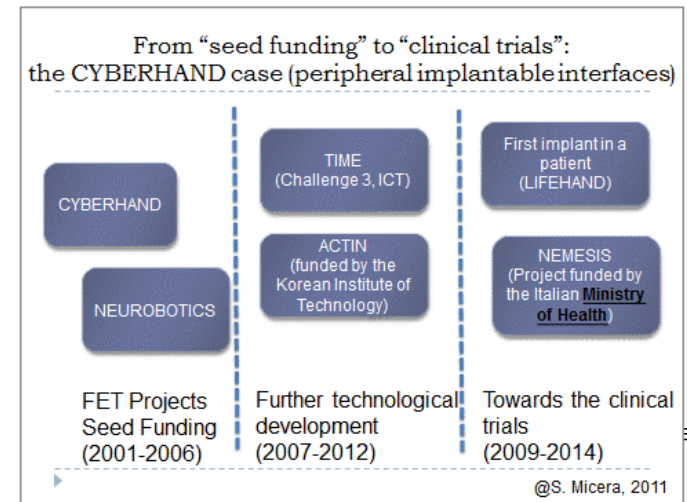 From “seed funding” to “clinical trials”:
the CYBERHAND case (peripheral implantable interfaces)
CYBERHAND
NEUROBOTICS
TIME
(Challenge 3, ICT)
ACTIN
(funded by the
Korean Institute of
Technology)
First implant in a
patient
(LIFEHAND)
NEMESIS
(Project funded by
the Italian Ministry
of Health)
FET Projects
Seed Funding
(2001-2006)
Further technological
development
(2007-2012)
Towards the clinical
trials
(2009-2014)
@S. Micera, 2011